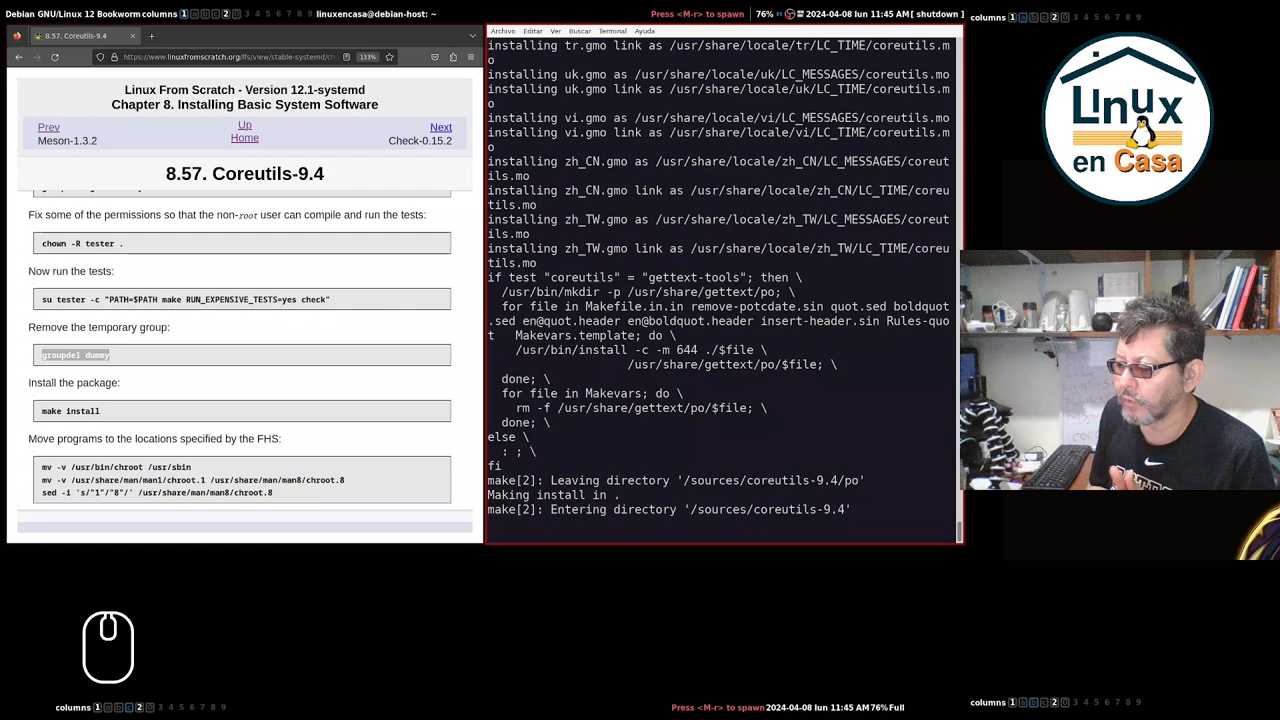 Debian GNU/Linux 12 Bookworm columns 1 a b c 2 0 3 4 5 6 7 8 9 linuxencasa@debian-host: ~
Press <M-r> to spawn 76% 2024-04-08 lun 11:45 AM [ shutdown ]
columns 1 a b c 2 0 3 4 5 6 7 8 9
8.57. Coreutils-9.4
https://www.linuxfromscratch.org/lfs/view/stable-systemd/ch
133%
Linux From Scratch - Version 12.1-systemd
Chapter 8. Installing Basic System Software
Prev Up Next
Meson-1.3.2 Home Check-0.15.2
8.57. Coreutils-9.4
Fix some of the permissions so that the non-root user can compile and run the tests:
chown -R tester .
Now run the tests:
su tester -c "PATH=$PATH make RUN_EXPENSIVE_TESTS=yes check"
Remove the temporary group:
groupdel dummy
Install the package:
make install
Move programs to the locations specified by the FHS:
mv -v /usr/bin/chroot /usr/sbin
mv -v /usr/share/man/man1/chroot.1 /usr/share/man/man8/chroot.8
sed -i 's/"1"/"8"/' /usr/share/man/man8/chroot.8
Archivo Editar Ver Buscar Terminal Ayuda
installing tr.gmo link as /usr/share/locale/tr/LC_TIME/coreutils.m
o
installing uk.gmo as /usr/share/locale/uk/LC_MESSAGES/coreutils.mo
installing uk.gmo link as /usr/share/locale/uk/LC_TIME/coreutils.m
o
installing vi.gmo as /usr/share/locale/vi/LC_MESSAGES/coreutils.mo
installing vi.gmo link as /usr/share/locale/vi/LC_TIME/coreutils.m
o
installing zh_CN.gmo as /usr/share/locale/zh_CN/LC_MESSAGES/coreut
ils.mo
installing zh_CN.gmo link as /usr/share/locale/zh_CN/LC_TIME/coreu
tils.mo
installing zh_TW.gmo as /usr/share/locale/zh_TW/LC_MESSAGES/coreut
ils.mo
installing zh_TW.gmo link as /usr/share/locale/zh_TW/LC_TIME/coreu
tils.mo
if test "coreutils" = "gettext-tools"; then \
/usr/bin/mkdir -p /usr/share/gettext/po; \
for file in Makefile.in.in remove-potcdate.sin quot.sed boldquot
.sed en@quot.header en@boldquot.header insert-header.sin Rules-quo
t Makevars.template; do \
/usr/bin/install -c -m 644 ./$file \
/usr/share/gettext/po/$file; \
done; \
for file in Makevars; do \
rm -f /usr/share/gettext/po/$file; \
done; \
else \
: ; \
fi
make[2]: Leaving directory '/sources/coreutils-9.4/po'
Making install in .
make[2]: Entering directory '/sources/coreutils-9.4'
Linux
en Casa
columns 1 a b c 2 0 3 4 5 6 7 8 9
Press <M-r> to spawn 2024-04-08 lun 11:45 AM 76% Full
columns 1 a b c 2 0 3 4 5 6 7 8 9